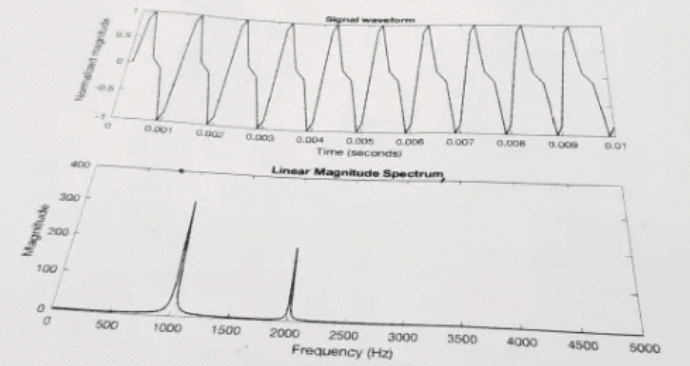 Signal waveform
Normalized magnitude
1
0.5
0
-0.5
-1
0 0.001 0.002 0.003 0.004 0.005 0.006 0.007 0.008 0.009 0.01
Time (seconds)
Linear Magnitude Spectrum
Magnitude
400
300
200
100
0
0 500 1000 1500 2000 2500 3000 3500 4000 4500 5000
Frequency (Hz)